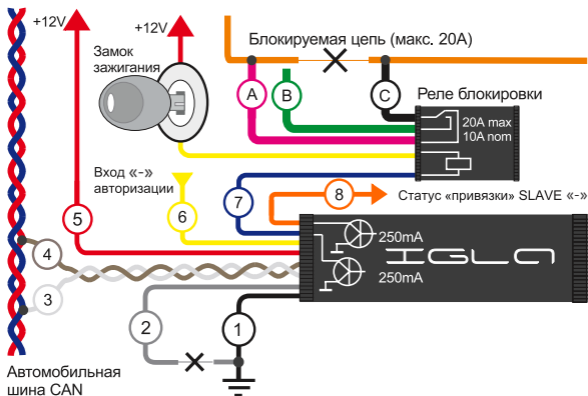 +12V
+12V
Замок
зажигания
Блокируемая цепь (макс. 20А)
A
B
C
Реле блокировки
20A max
10A nom
Вход «-»
авторизации
5
6
7
8
Статус «привязки» SLAVE «-»
250mA
250mA
IGLA
4
3
2
1
Автомобильная
шина CAN